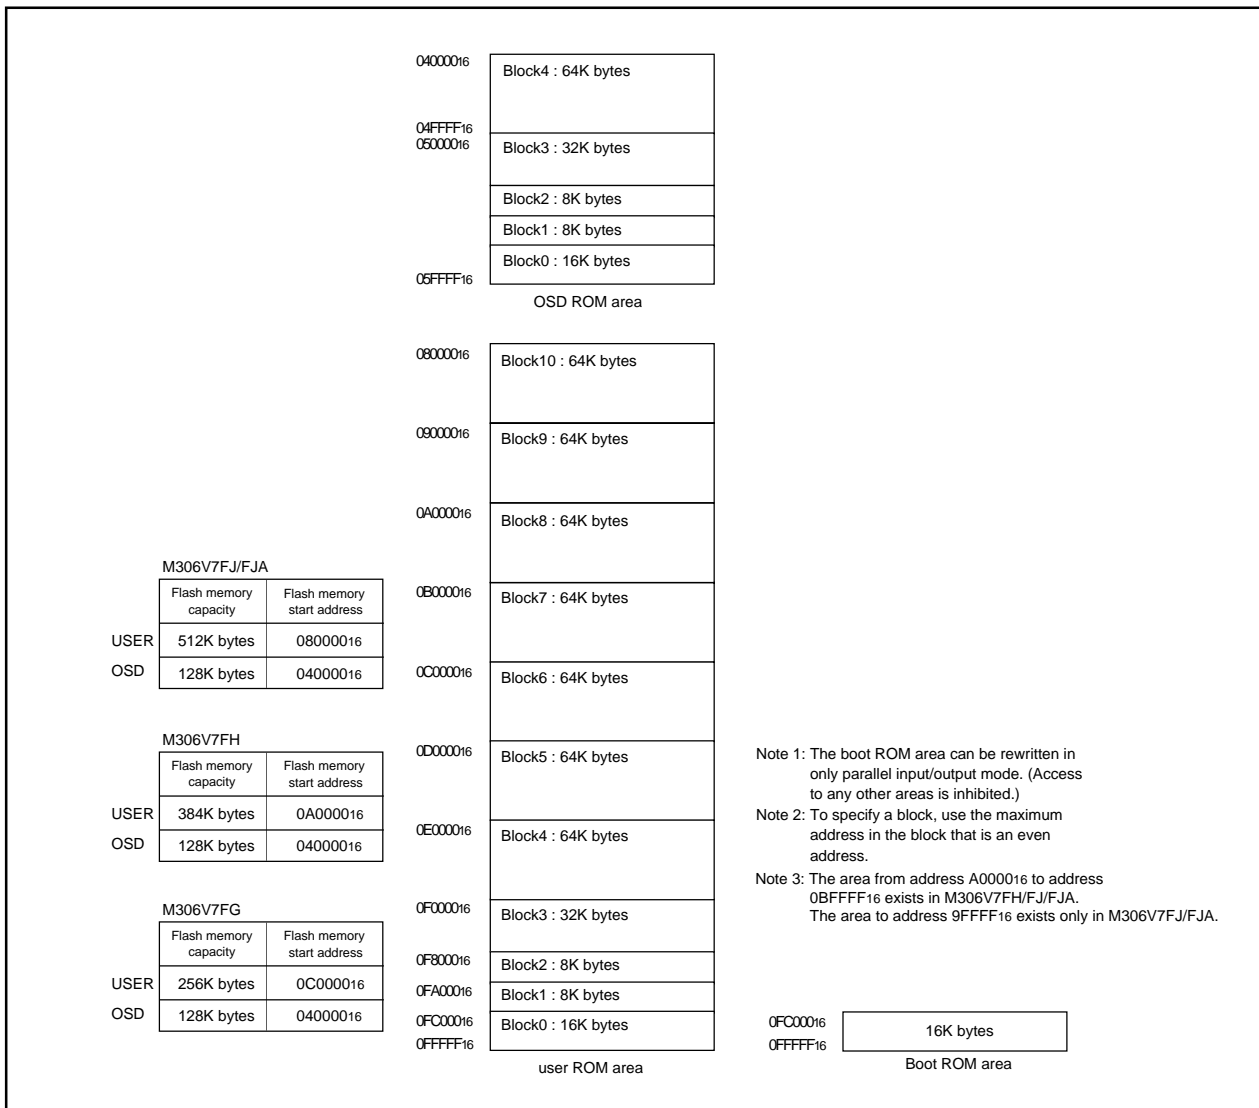 04000016
Block4 : 64K bytes
04FFFF16
05000016
Block3 : 32K bytes
Block2 : 8K bytes
Block1 : 8K bytes
Block0 : 16K bytes
05FFFF16
OSD ROM area
08000016
Block10 : 64K bytes
09000016
Block9 : 64K bytes
0A000016
Block8 : 64K bytes
0B000016
Block7 : 64K bytes
0C000016
Block6 : 64K bytes
0D000016
Block5 : 64K bytes
0E000016
Block4 : 64K bytes
0F000016
Block3 : 32K bytes
0F800016
Block2 : 8K bytes
0FA00016
Block1 : 8K bytes
0FC00016
Block0 : 16K bytes
0FFFFF16
user ROM area
M306V7FJ/FJA
Flash memory capacity
Flash memory start address
USER 512K bytes 08000016
OSD 128K bytes 04000016
M306V7FH
Flash memory capacity
Flash memory start address
USER 384K bytes 0A000016
OSD 128K bytes 04000016
M306V7FG
Flash memory capacity
Flash memory start address
USER 256K bytes 0C000016
OSD 128K bytes 04000016
Note 1: The boot ROM area can be rewritten in
only parallel input/output mode. (Access
to any other areas is inhibited.)
Note 2: To specify a block, use the maximum
address in the block that is an even
address.
Note 3: The area from address A000016 to address
0BFFFF16 exists in M306V7FH/FJ/FJA.
The area to address 9FFFF16 exists only in M306V7FJ/FJA.
0FC00016
0FFFFF16
16K bytes
Boot ROM area